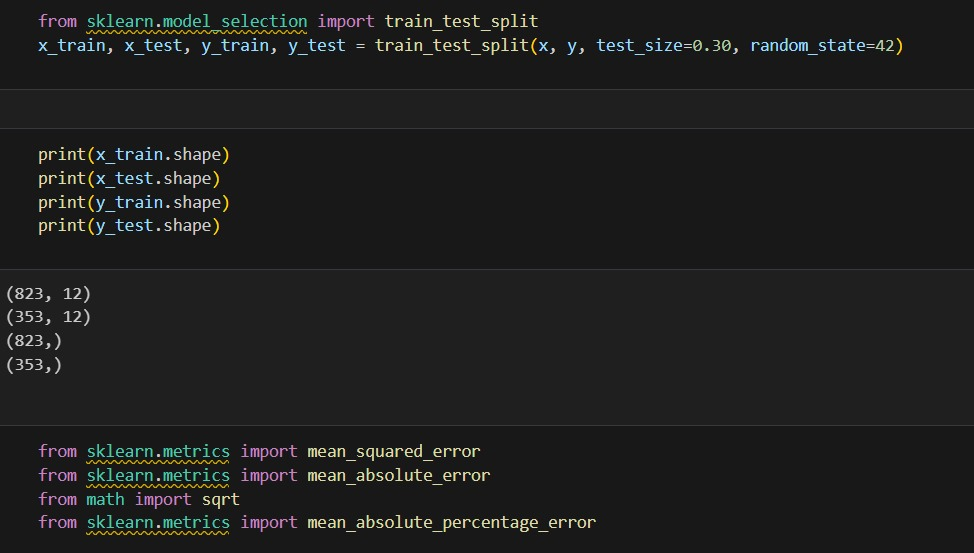 from sklearn.model_selection import train_test_split
x_train, x_test, y_train, y_test = train_test_split(x, y, test_size=0.30, random_state=42)
print(x_train.shape)
print(x_test.shape)
print(y_train.shape)
print(y_test.shape)
(823, 12)
(353, 12)
(823,)
(353,)
from sklearn.metrics import mean_squared_error
from sklearn.metrics import mean_absolute_error
from math import sqrt
from sklearn.metrics import mean_absolute_percentage_error